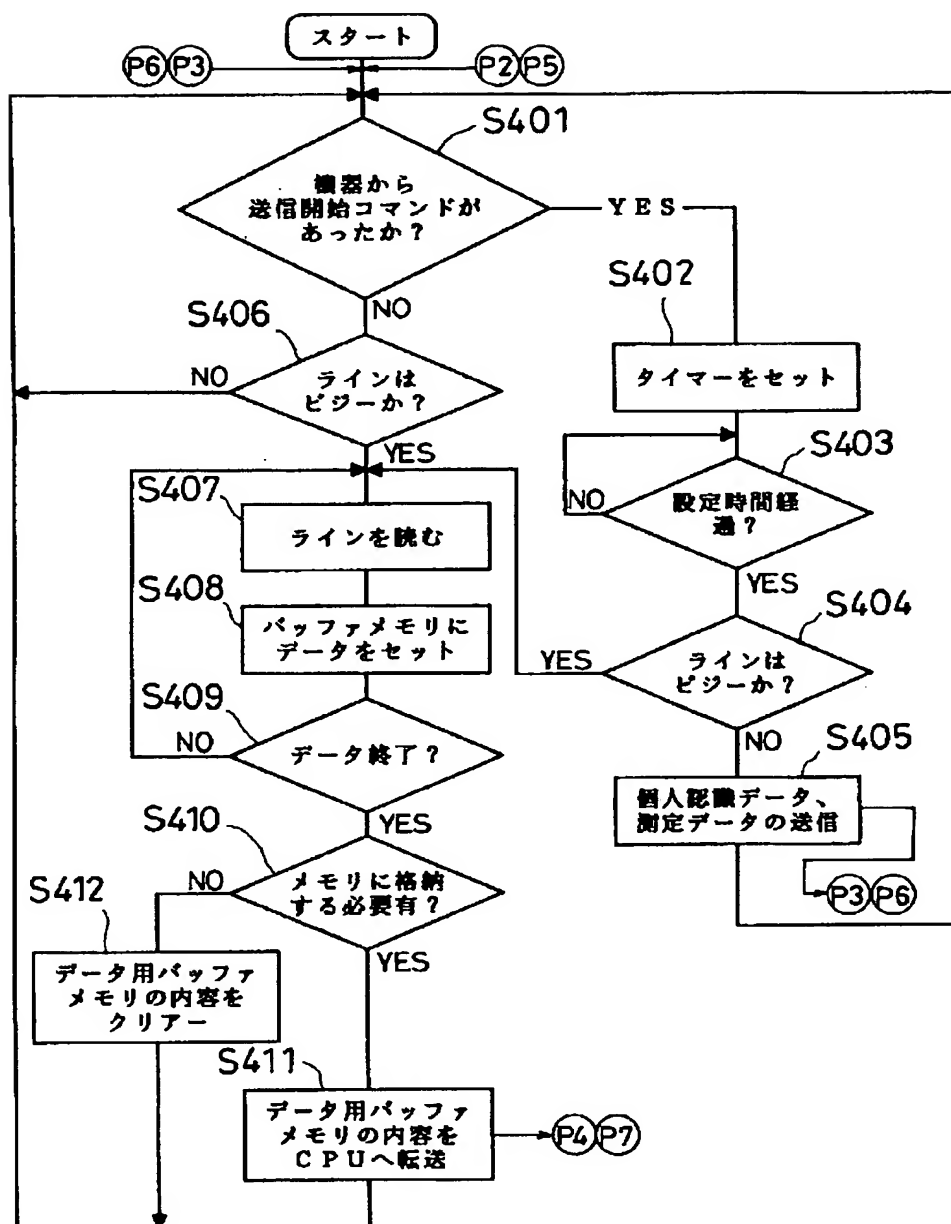 スタート
P6 P3
P2 P5
S401
機器から
送信開始コマンドが
あったか?
YES
NO
S402
タイマーをセット
S403
設定時間経
過?
NO
YES
S404
ラインは
ビジーか?
YES
NO
S405
個人認識データ、
測定データの送信
P3 P6
S406
ラインは
ビジーか?
NO
YES
S407
ラインを読む
S408
バッファメモリに
データをセット
S409
データ終了?
NO
YES
S410
メモリに格納
する必要有?
NO
YES
S412
データ用バッファ
メモリの内容を
クリアー
S411
データ用バッファ
メモリの内容を
CPUへ転送
P4 P7